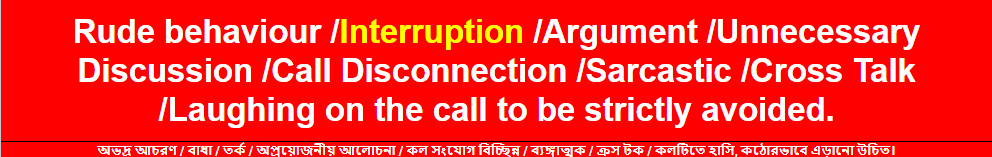 Rude behaviour /Interruption /Argument /Unnecessary
Discussion /Call Disconnection /Sarcastic /Cross Talk
/Laughing on the call to be strictly avoided.
অভদ্র আচরণ / বাধা / তর্ক / অপ্রয়োজনীয় আলোচনা / কল সংযোগ বিচ্ছিন্ন / ব্যঙ্গাত্মক / ক্রস টক / কলটিতে হাসি, কঠোরভাবে এড়ানো উচিত।